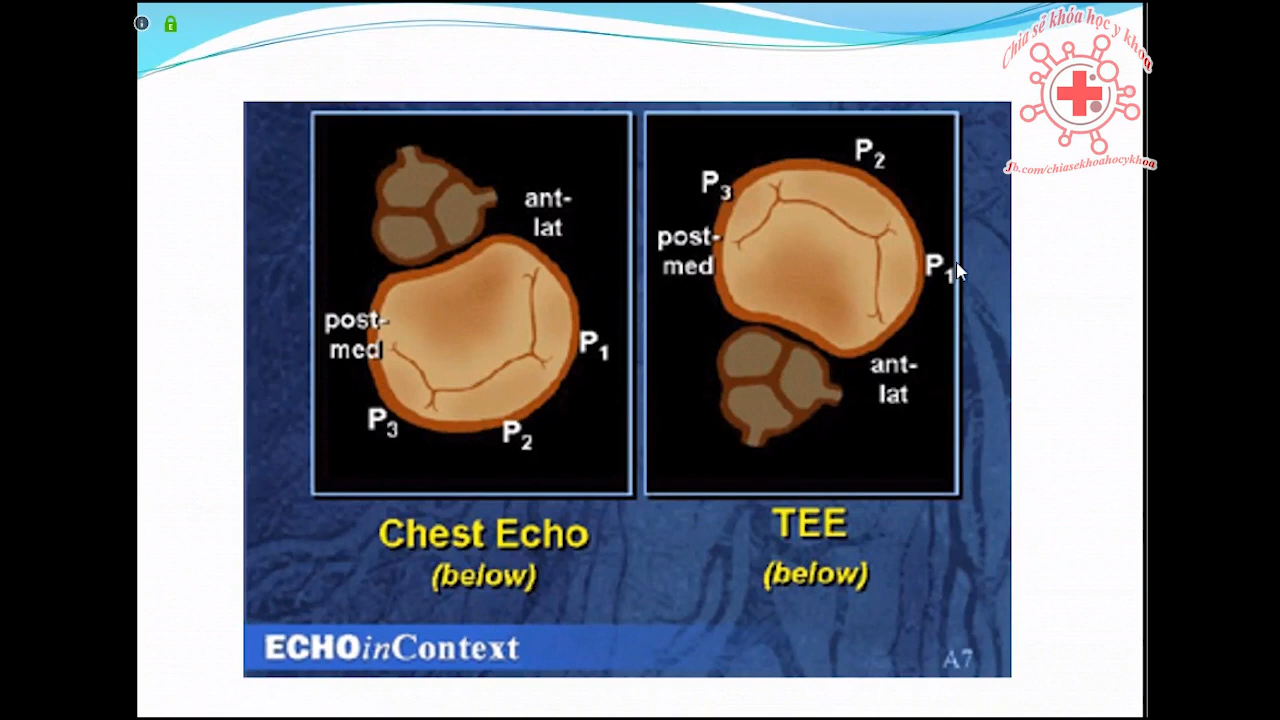 Chia sẻ khóa học y khoa
fb.com/chiasekhoahocykhoa
ant-
lat
post-
med
P1
P3
P2
P2
P3
post-
med
P1
ant-
lat
Chest Echo
(below)
TEE
(below)
ECHOinContext
A7